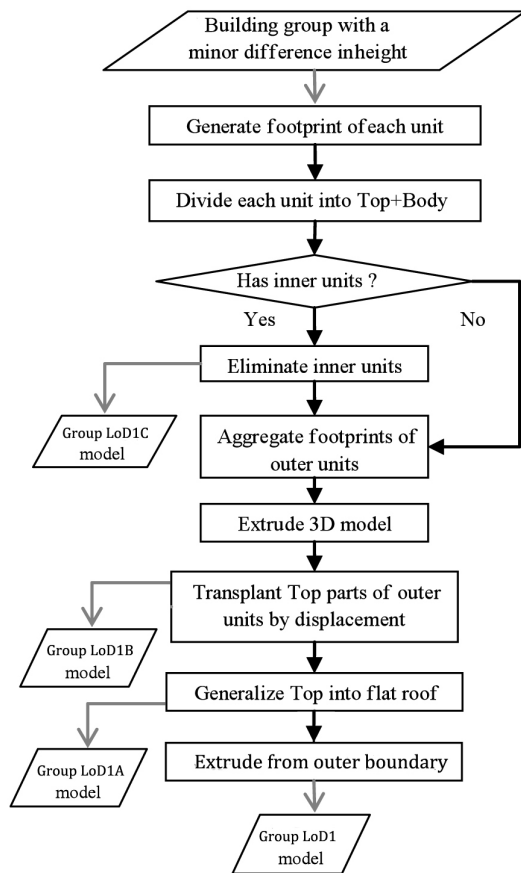 Building group with a
minor difference inheight
Generate footprint of each unit
Divide each unit into Top+Body
Has inner units ?
Yes
No
Eliminate inner units
Group LoD1C
model
Aggregate footprints of
outer units
Extrude 3D model
Transplant Top parts of outer
units by displacement
Group LoD1B
model
Generalize Top into flat roof
Group LoD1A
model
Extrude from outer boundary
Group LoD1
model